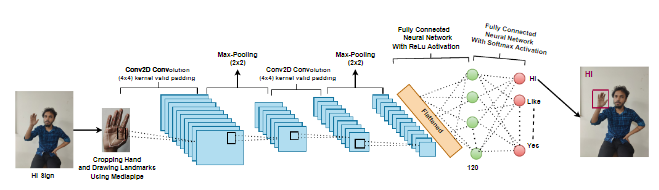 Fully Connected
Neural Network
With ReLu Activation
Fully Connected
Neural Network
With Softmax Activation
Conv2D Convolution
(4x4) kernel valid padding
Max-Pooling
(2x2)
Conv2D Convolution
(4x4) kernel valid padding
Max-Pooling
(2x2)
Hi Sign
Cropping Hand
and Drawing Landmarks
Using Mediapipe
Flattened
120
Hi
Like
Yes
HI